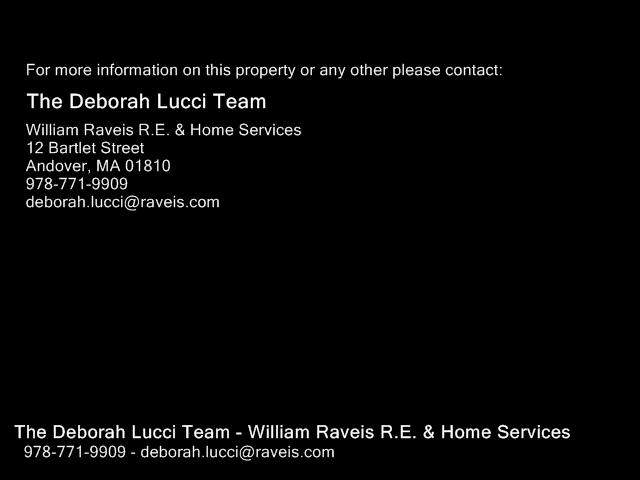 For more information on this property or any other please contact:
The Deborah Lucci Team
William Raveis R.E. & Home Services
12 Bartlet Street
Andover, MA 01810
978-771-9909
deborah.lucci@raveis.com
The Deborah Lucci Team - William Raveis R.E. & Home Services
978-771-9909 - deborah.lucci@raveis.com